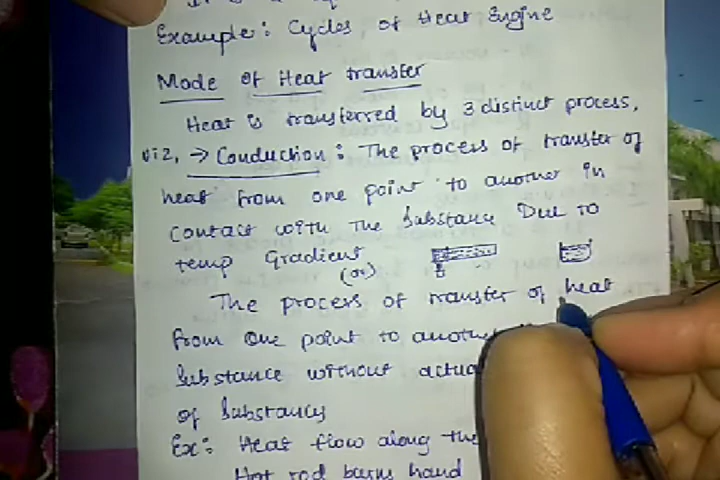 Example: Cycles of Heat Engine
Mode of Heat transfer
Heat is transferred by 3 distinct process,
viz, → Conduction: The process of transfer of
heat from one point to another in
contact with the substance Due to
temp Gradient
(or)
The process of transfer of heat
from one point to another
substance without
of substances
Ex: Heat flow along the
Hot rod burns hand